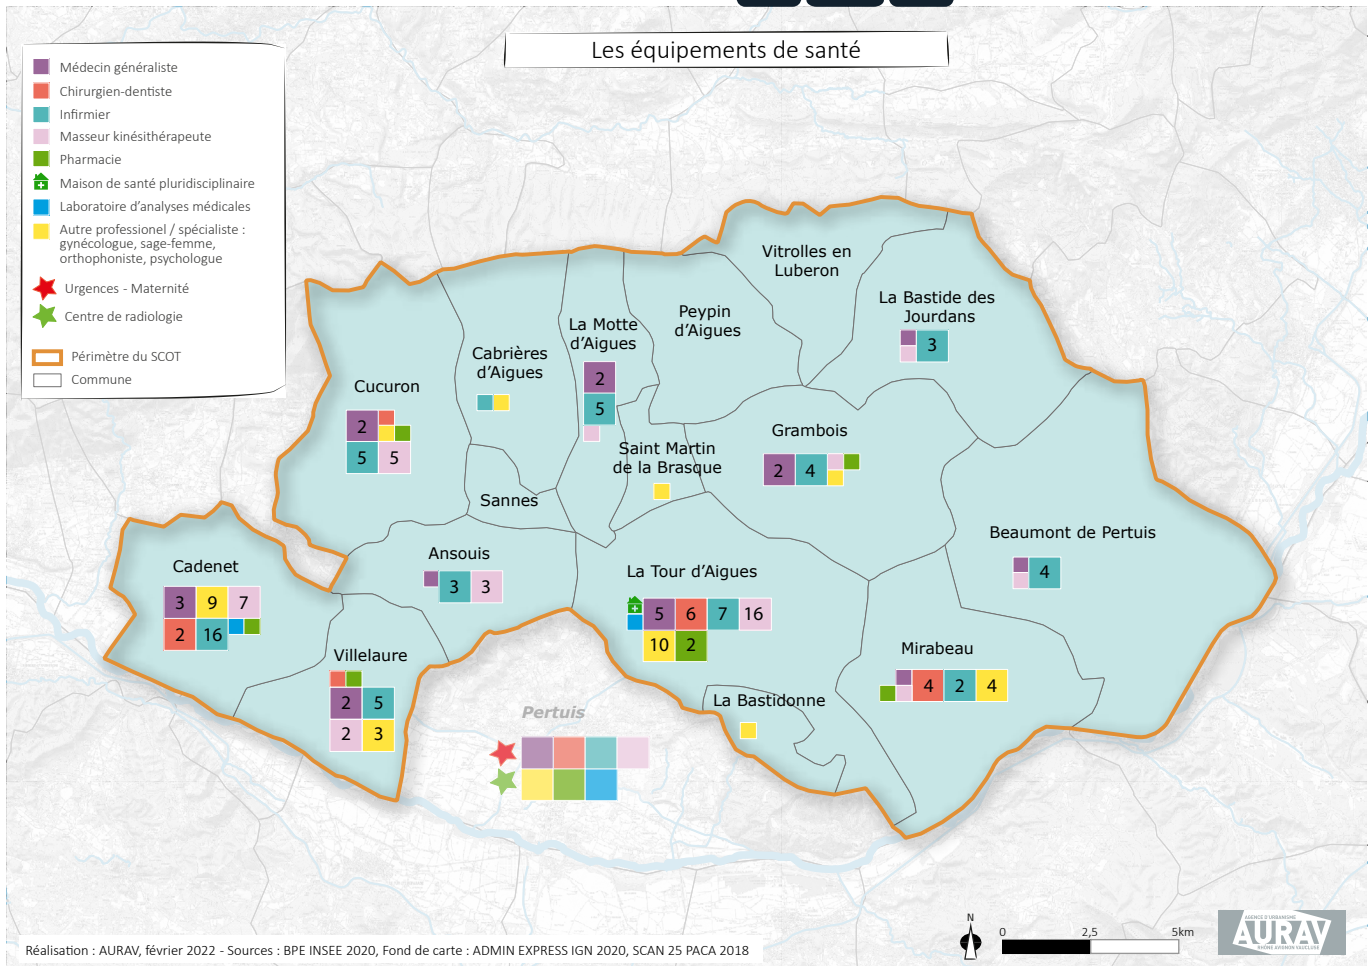 Les équipements de santé
Médecin généraliste
Chirurgien-dentiste
Infirmier
Masseur kinésithérapeute
Pharmacie
Maison de santé pluridisciplinaire
Laboratoire d'analyses médicales
Autre professionel / spécialiste :
gynécologue, sage-femme,
orthophoniste, psychologue
Urgences - Maternité
Centre de radiologie
Périmètre du SCOT
Commune
Vitrolles en
Luberon
La Bastide des
Jourdans
3
Peypin
d'Aigues
La Motte
d'Aigues
2
5
Cabrières
d'Aigues
Cucuron
2
5 5
Saint Martin
de la Brasque
Grambois
2 4
Sannes
Beaumont de Pertuis
4
Ansouis
3 3
Cadenet
3 9 7
2 16
La Tour d'Aigues
5 6 7 16
10 2
Villelaure
2 5
2 3
Mirabeau
4 2 4
La Bastidonne
Pertuis
N
0 2,5 5km
AGENCE D'URBANISME
AURAV
RHÔNE AVIGNON VAUCLUSE
Réalisation : AURAV, février 2022 - Sources : BPE INSEE 2020, Fond de carte : ADMIN EXPRESS IGN 2020, SCAN 25 PACA 2018